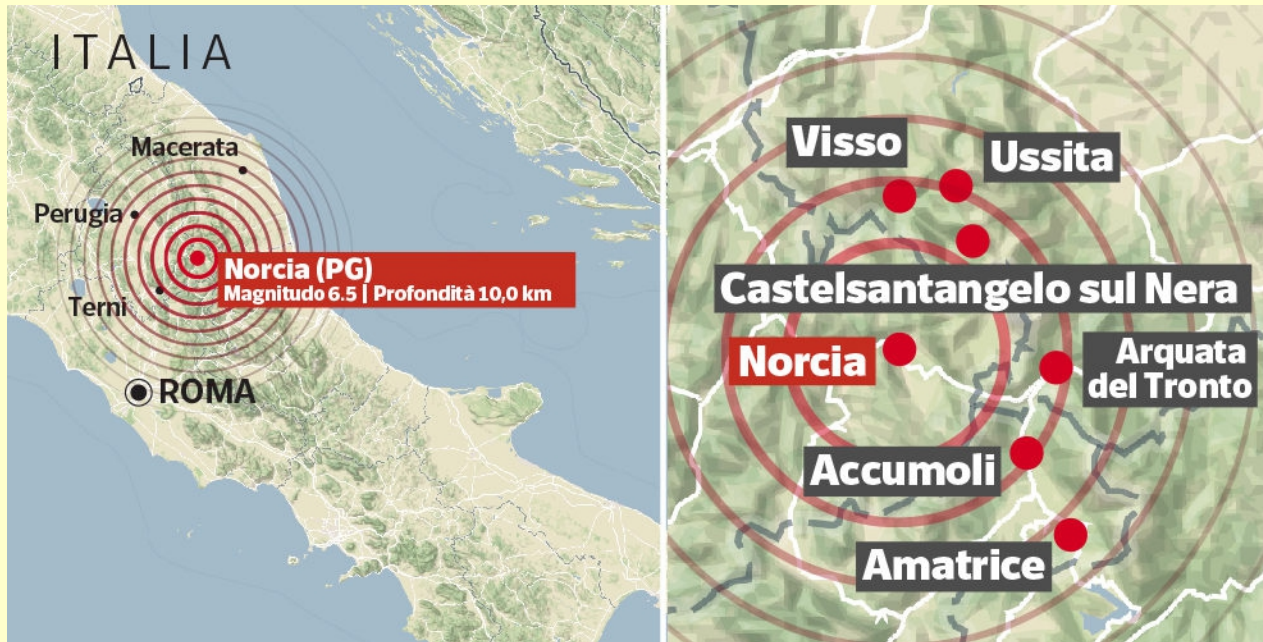 ITALIA
Macerata
Perugia
Norcia (PG)
Magnitudo 6.5 | Profondità 10,0 km
Terni
ROMA
Visso
Ussita
Castelsantangelo sul Nera
Norcia
Arquata
del Tronto
Accumoli
Amatrice